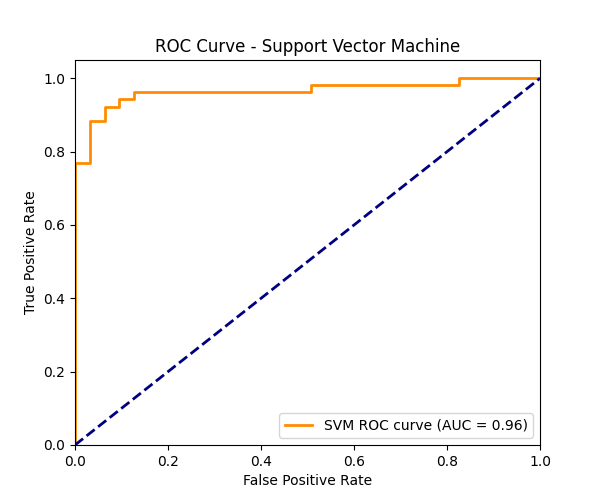 ROC Curve - Support Vector Machine
True Positive Rate
1.0
0.8
0.6
0.4
0.2
0.0
SVM ROC curve (AUC = 0.96)
0.0 0.2 0.4 0.6 0.8 1.0
False Positive Rate